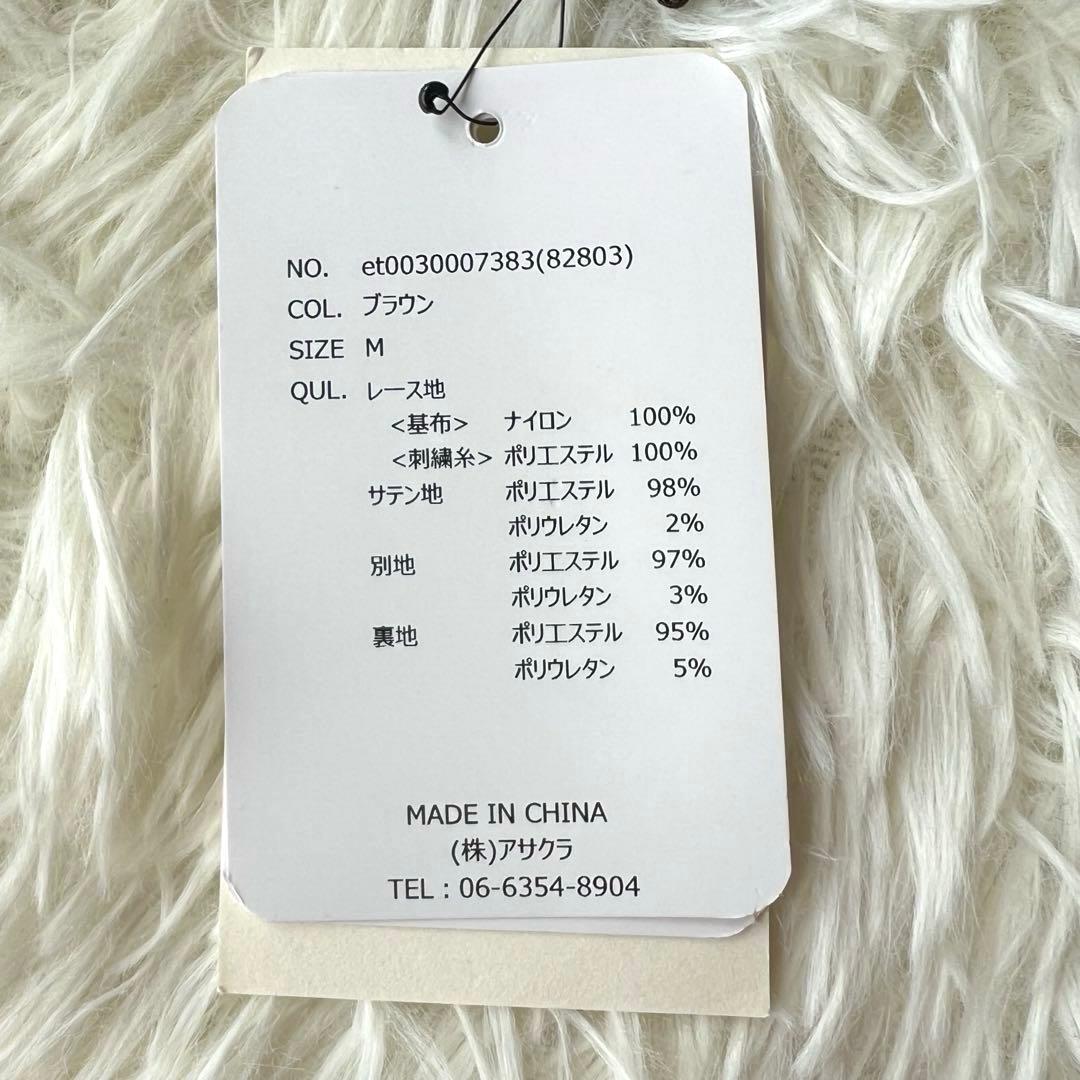 NO. et0030007383(82803)
COL. ブラウン
SIZE M
QUL. レース地
<基布> ナイロン 100%
<刺繍糸> ポリエステル 100%
サテン地 ポリエステル 98%
ポリウレタン 2%
別地 ポリエステル 97%
ポリウレタン 3%
裏地 ポリエステル 95%
ポリウレタン 5%
MADE IN CHINA
(株)アサクラ
TEL : 06-6354-8904